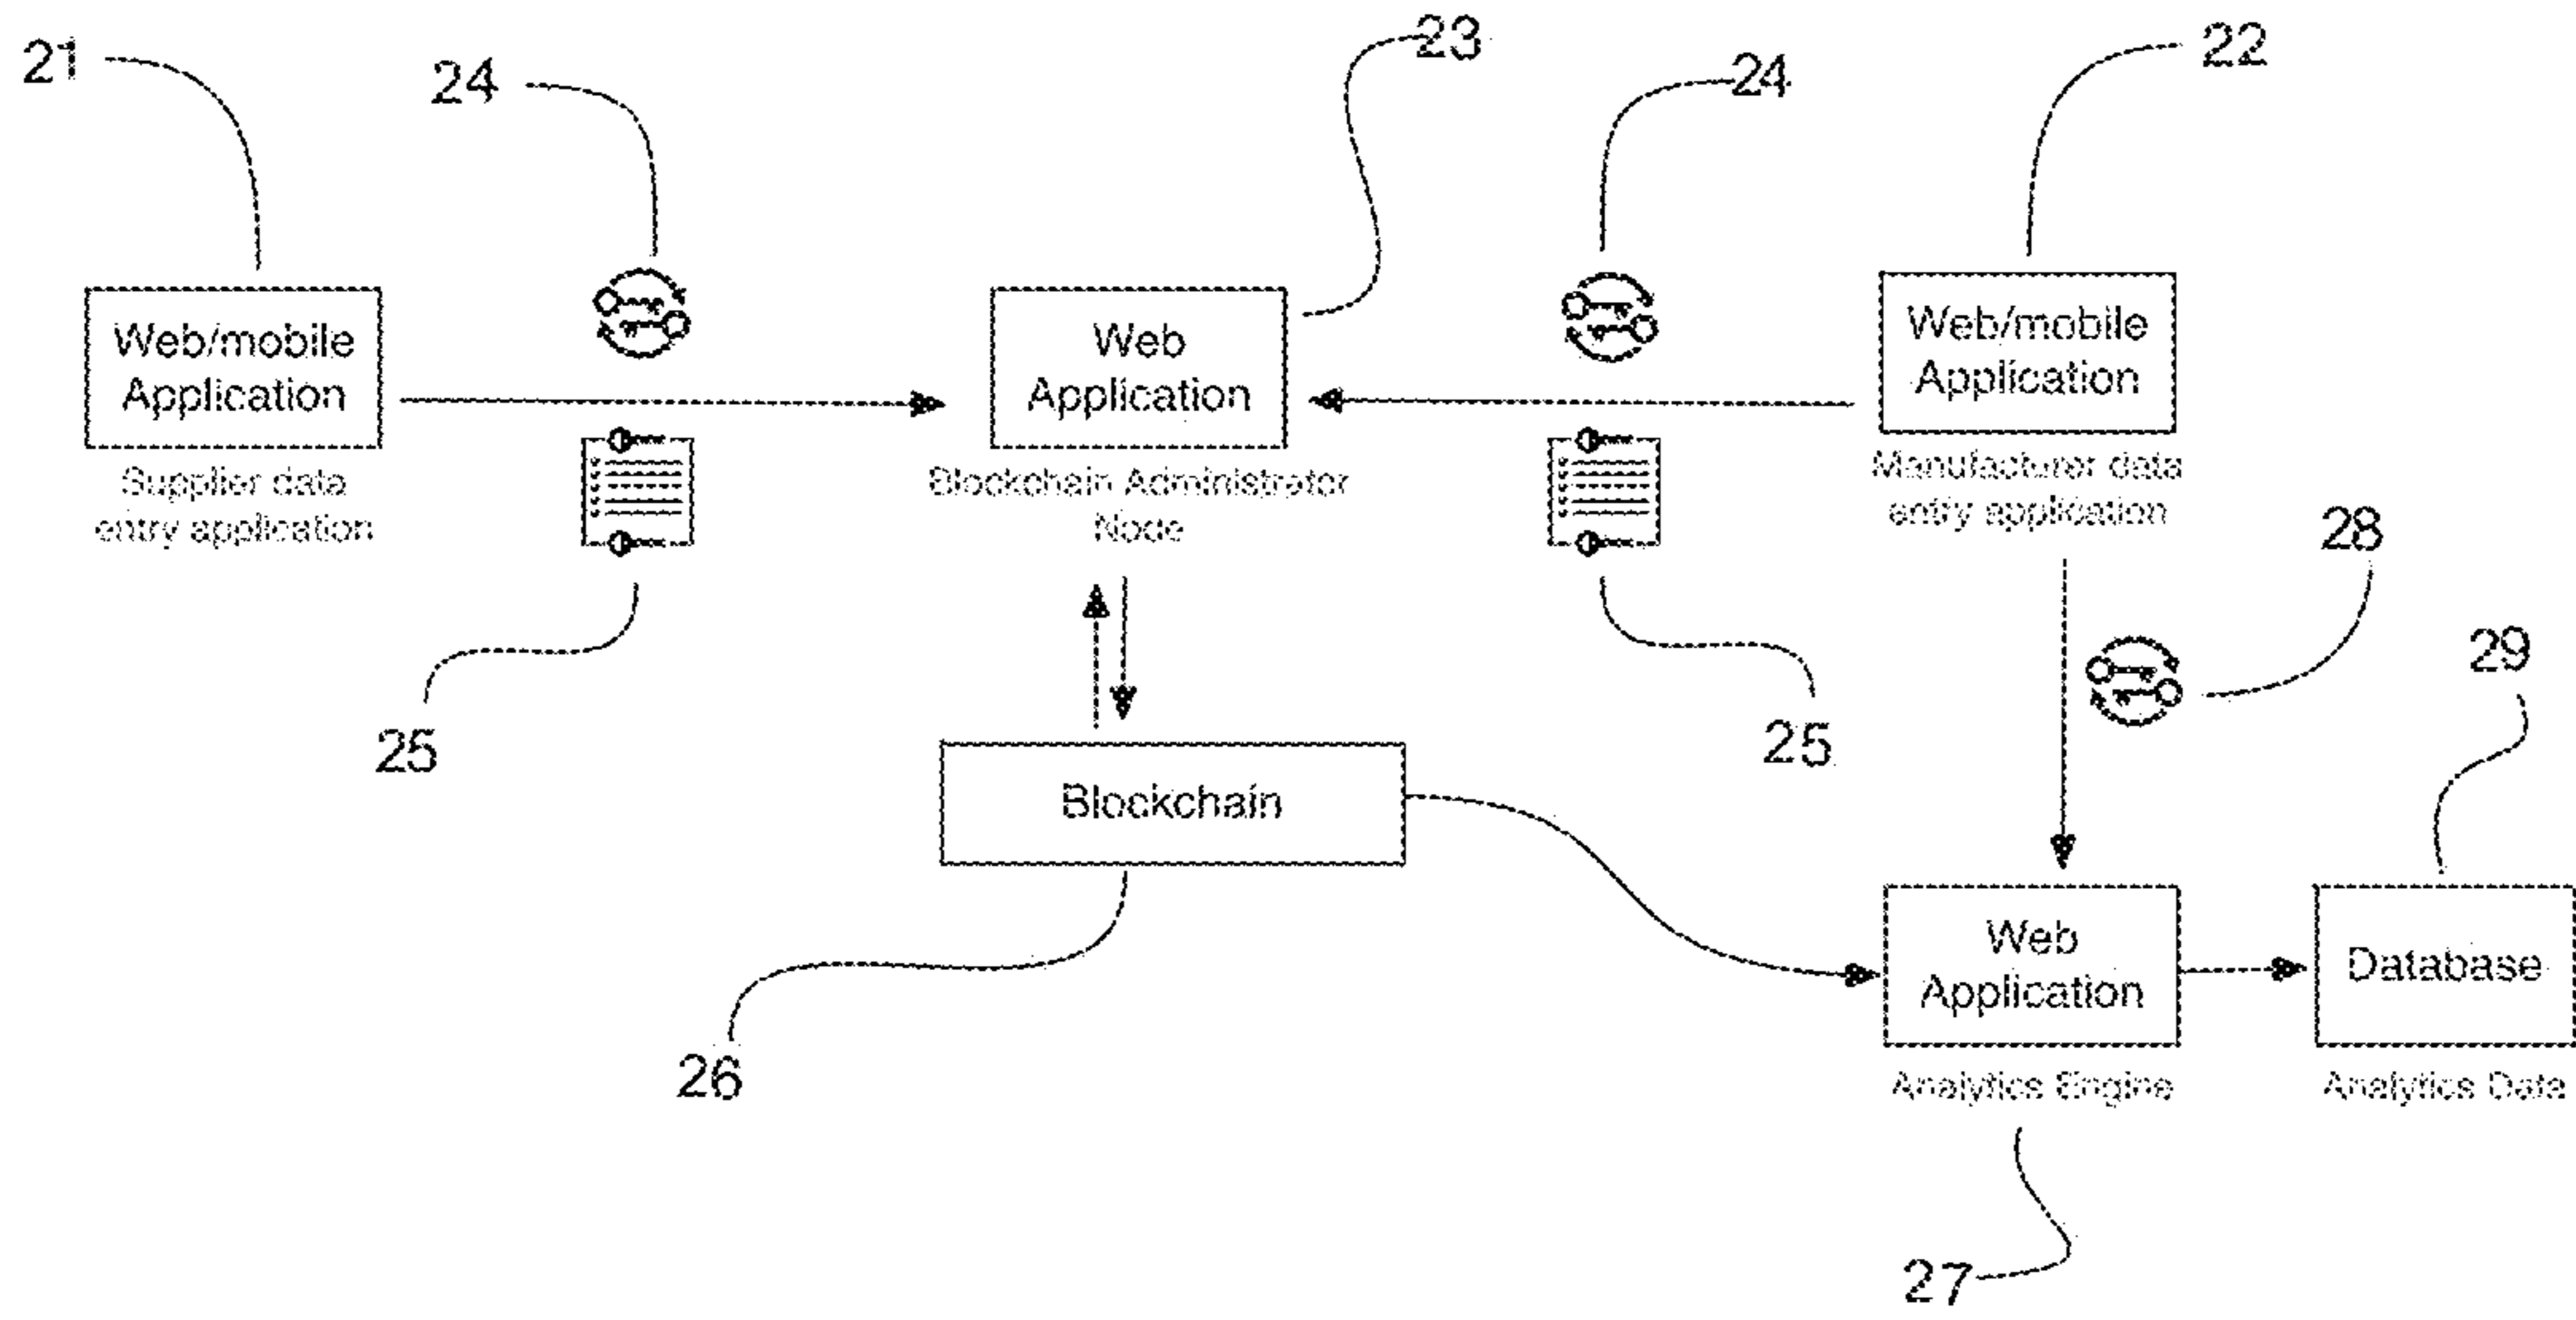 21
24
23
24
22
Web/mobile
Application
Supplier data
entry application
Web
Application
Blockchain Administrator
Node
Web/mobile
Application
Manufacturer data
entry application
28
25
25
29
Blockchain
26
Web
Application
Analytics Engine
Database
Analytics Data
27